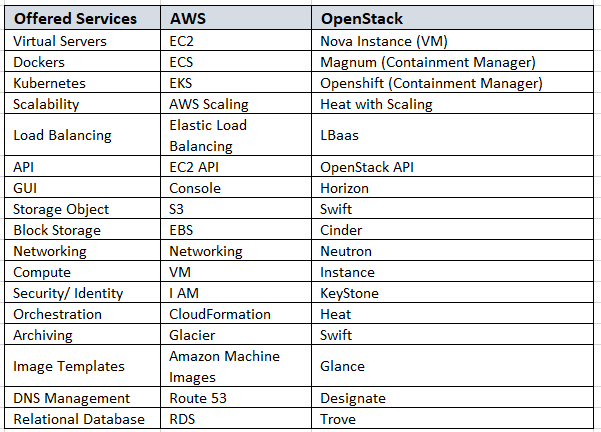 Offered Services AWS OpenStack
Virtual Servers EC2 Nova Instance (VM)
Dockers ECS Magnum (Containment Manager)
Kubernetes EKS Openshift (Containment Manager)
Scalability AWS Scaling Heat with Scaling
Load Balancing Elastic Load Balancing LBaas
API EC2 API OpenStack API
GUI Console Horizon
Storage Object S3 Swift
Block Storage EBS Cinder
Networking Networking Neutron
Compute VM Instance
Security/ Identity I AM KeyStone
Orchestration CloudFormation Heat
Archiving Glacier Swift
Image Templates Amazon Machine Images Glance
DNS Management Route 53 Designate
Relational Database RDS Trove